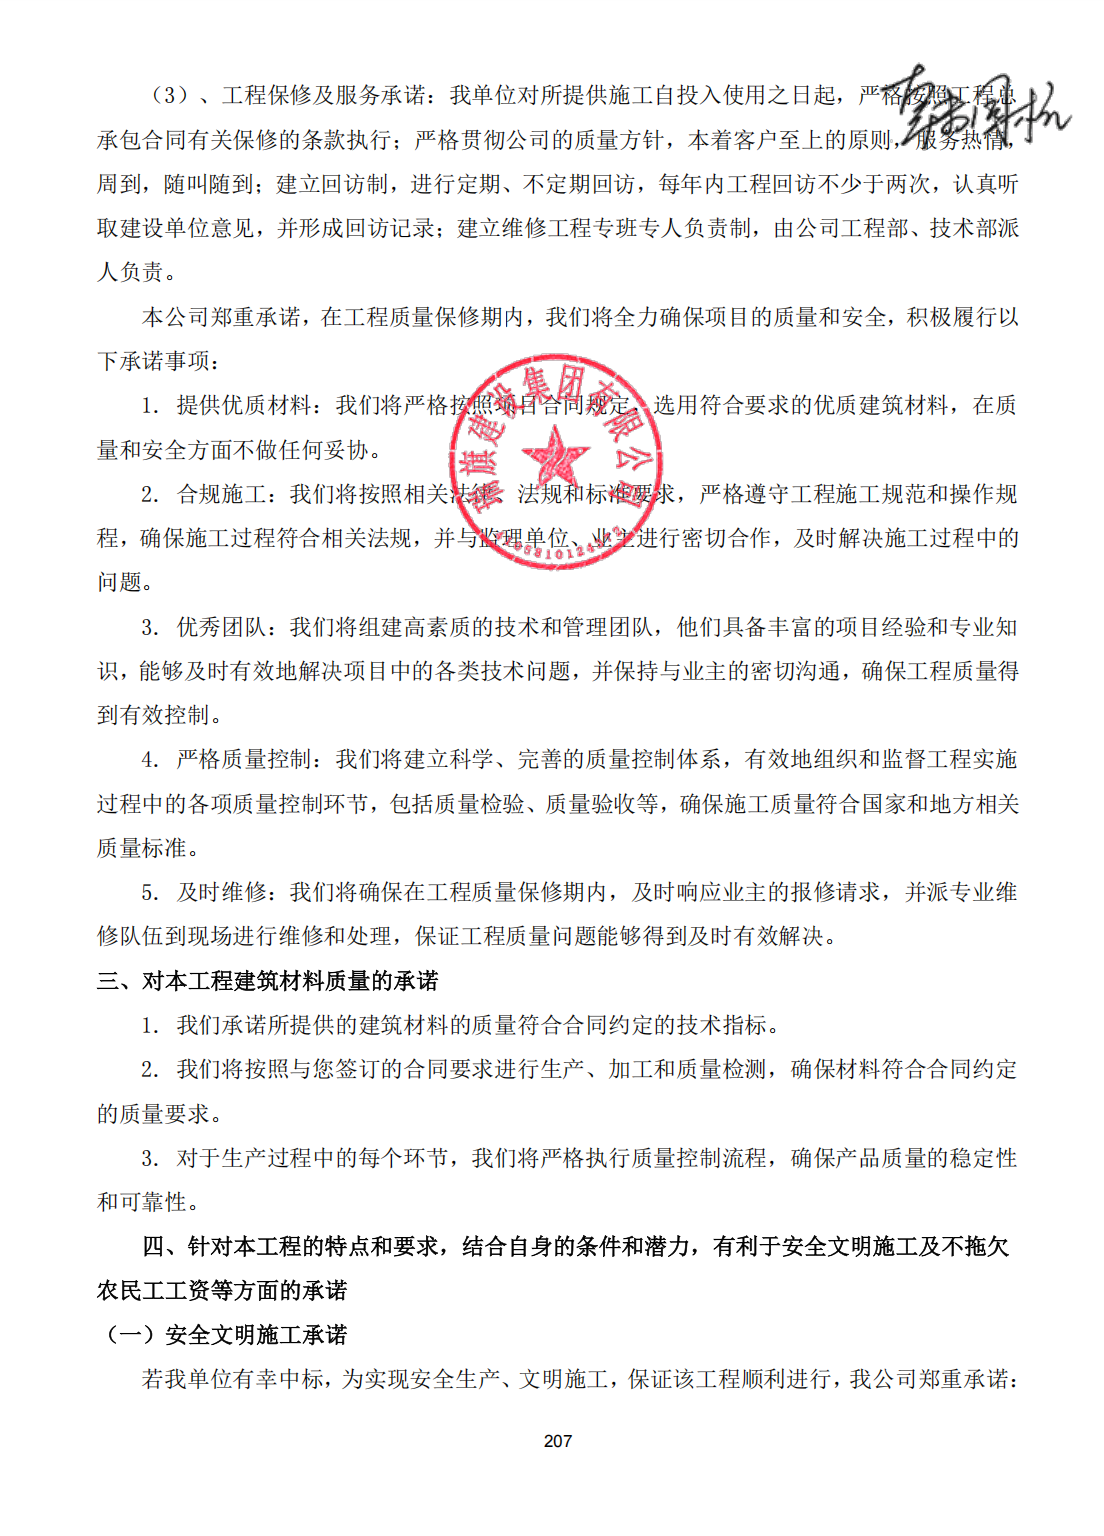 （3）、工程保修及服务承诺：我单位对所提供施工自投入使用之日起，严格按照工程总
承包合同有关保修的条款执行；严格贯彻公司的质量方针，本着客户至上的原则，服务热情，
周到，随叫随到；建立回访制，进行定期、不定期回访，每年内工程回访不少于两次，认真听
取建设单位意见，并形成回访记录；建立维修工程专班专人负责制，由公司工程部、技术部派
人负责。
本公司郑重承诺，在工程质量保修期内，我们将全力确保项目的质量和安全，积极履行以
下承诺事项：
1. 提供优质材料：我们将严格按照项目合同规定，选用符合要求的优质建筑材料，在质
量和安全方面不做任何妥协。
2. 合规施工：我们将按照相关法律、法规和标准要求，严格遵守工程施工规范和操作规
程，确保施工过程符合相关法规，并与监理单位、业主进行密切合作，及时解决施工过程中的
问题。
3. 优秀团队：我们将组建高素质的技术和管理团队，他们具备丰富的项目经验和专业知
识，能够及时有效地解决项目中的各类技术问题，并保持与业主的密切沟通，确保工程质量得
到有效控制。
4. 严格质量控制：我们将建立科学、完善的质量控制体系，有效地组织和监督工程实施
过程中的各项质量控制环节，包括质量检验、质量验收等，确保施工质量符合国家和地方相关
质量标准。
5. 及时维修：我们将确保在工程质量保修期内，及时响应业主的报修请求，并派专业维
修队伍到现场进行维修和处理，保证工程质量问题能够得到及时有效解决。
三、对本工程建筑材料质量的承诺
1. 我们承诺所提供的建筑材料的质量符合合同约定的技术指标。
2. 我们将按照与您签订的合同要求进行生产、加工和质量检测，确保材料符合合同约定
的质量要求。
3. 对于生产过程中的每个环节，我们将严格执行质量控制流程，确保产品质量的稳定性
和可靠性。
四、针对本工程的特点和要求，结合自身的条件和潜力，有利于安全文明施工及不拖欠
农民工工资等方面的承诺
（一）安全文明施工承诺
若我单位有幸中标，为实现安全生产、文明施工，保证该工程顺利进行，我公司郑重承诺：
207
旗建设集团有限公司